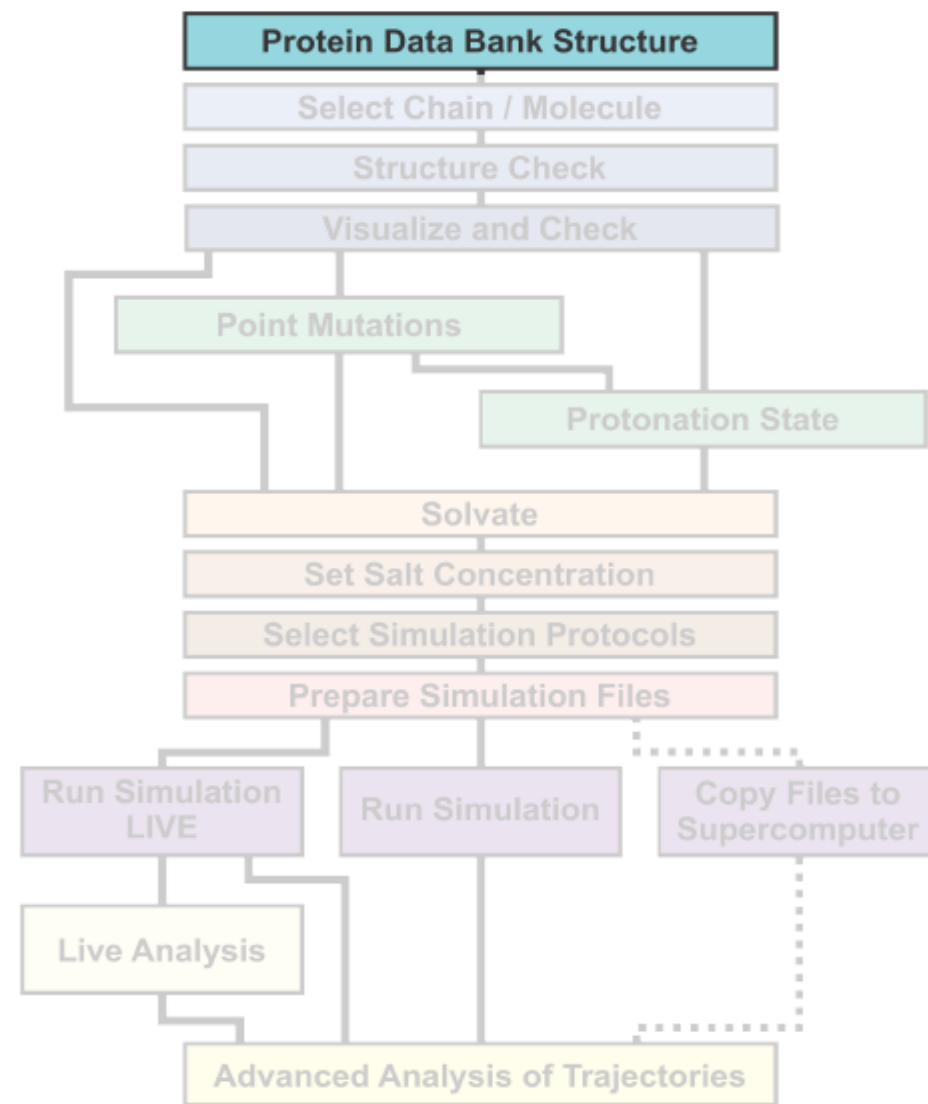 Protein Data Bank Structure
Select Chain / Molecule
Structure Check
Visualize and Check
Point Mutations
Protonation State
Solvate
Set Salt Concentration
Select Simulation Protocols
Prepare Simulation Files
Run Simulation
LIVE
Run Simulation
Copy Files to
Supercomputer
Live Analysis
Advanced Analysis of Trajectories